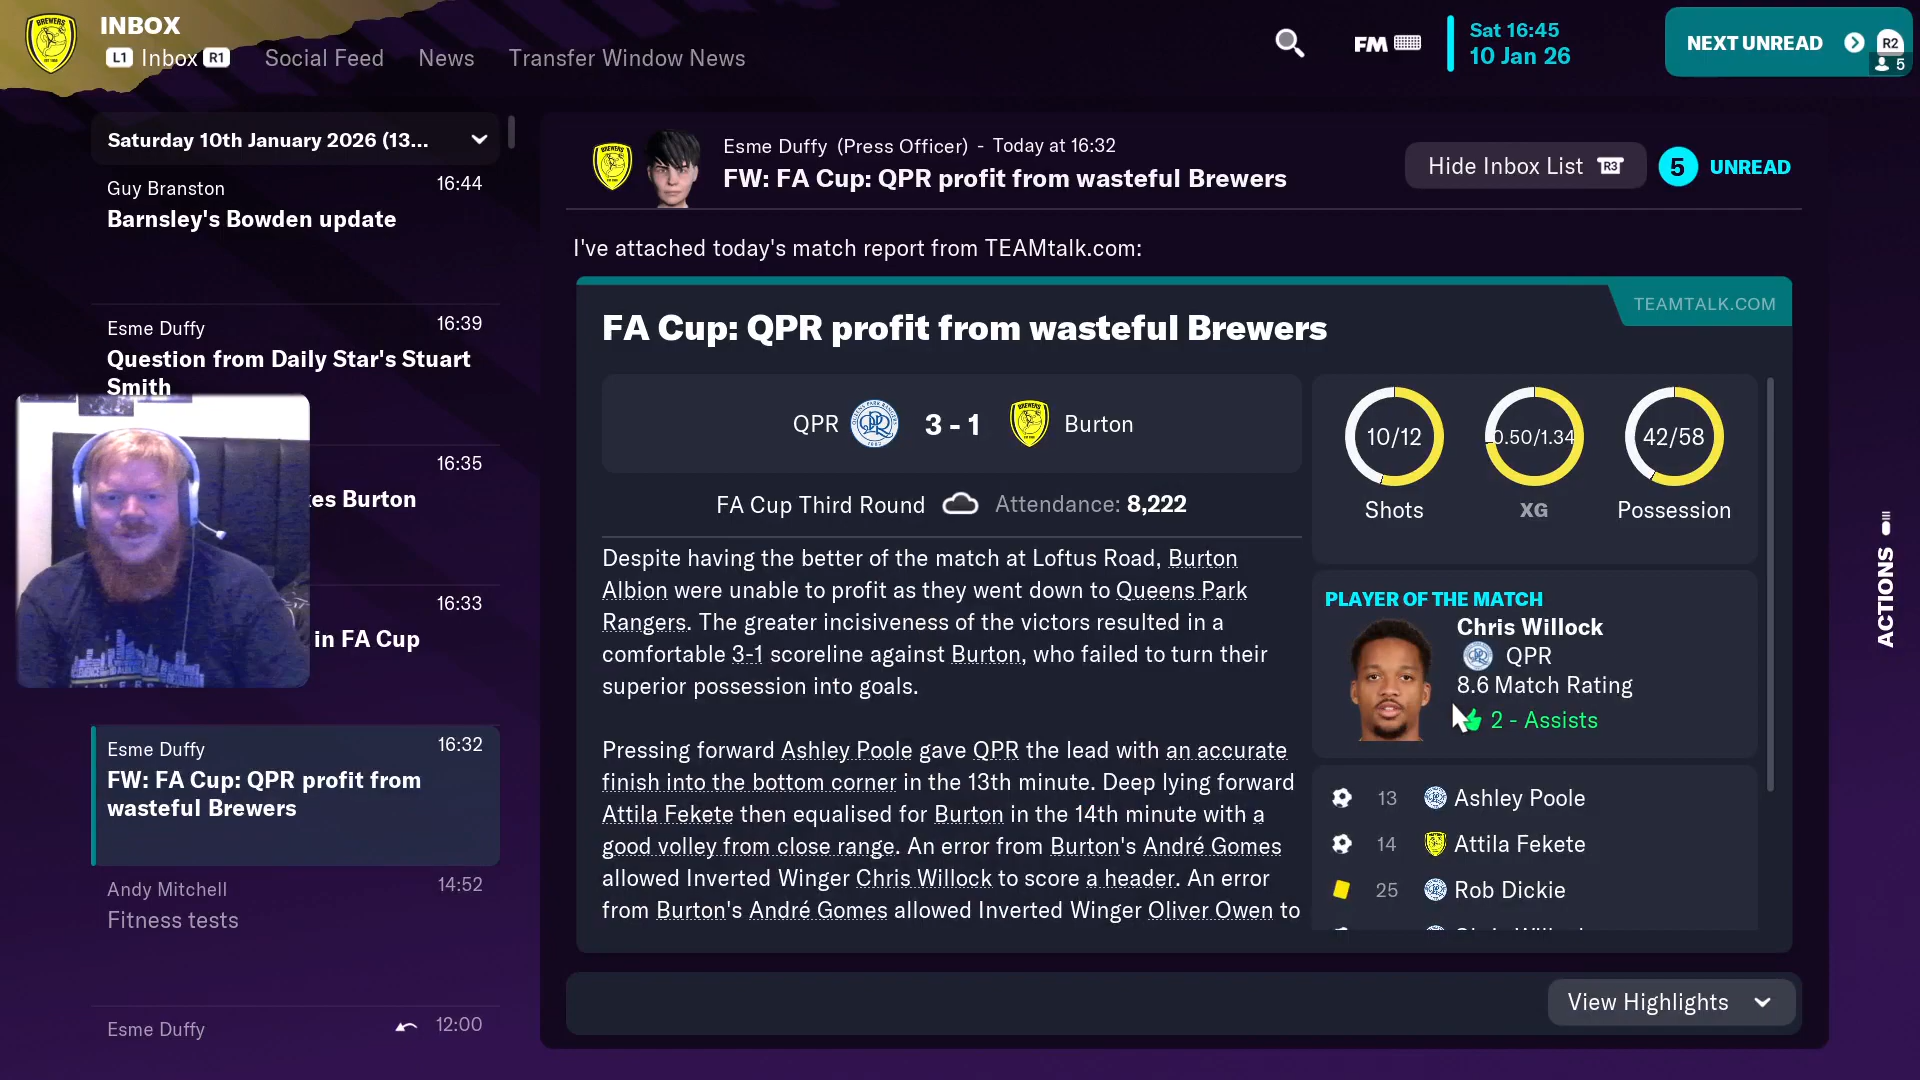 INBOX
L1 Inbox R1 Social Feed News Transfer Window News
FM
Sat 16:45
10 Jan 26
NEXT UNREAD R2
5
Saturday 10th January 2026 (13...
Guy Branston 16:44
Barnsley's Bowden update
Esme Duffy 16:39
Question from Daily Star's Stuart
Smith
16:35
es Burton
16:33
in FA Cup
Esme Duffy 16:32
FW: FA Cup: QPR profit from
wasteful Brewers
Andy Mitchell 14:52
Fitness tests
Esme Duffy 12:00
Esme Duffy (Press Officer) - Today at 16:32
FW: FA Cup: QPR profit from wasteful Brewers
Hide Inbox List R3
5 UNREAD
I've attached today's match report from TEAMtalk.com:
TEAMTALK.COM
FA Cup: QPR profit from wasteful Brewers
QPR 3 - 1 Burton
FA Cup Third Round Attendance: 8,222
Despite having the better of the match at Loftus Road, Burton
Albion were unable to profit as they went down to Queens Park
Rangers. The greater incisiveness of the victors resulted in a
comfortable 3-1 scoreline against Burton, who failed to turn their
superior possession into goals.
Pressing forward Ashley Poole gave QPR the lead with an accurate
finish into the bottom corner in the 13th minute. Deep lying forward
Attila Fekete then equalised for Burton in the 14th minute with a
good volley from close range. An error from Burton's André Gomes
allowed Inverted Winger Chris Willock to score a header. An error
from Burton's André Gomes allowed Inverted Winger Oliver Owen to
10/12 0.50/1.34 42/58
Shots XG Possession
PLAYER OF THE MATCH
Chris Willock
QPR
8.6 Match Rating
2 - Assists
13 Ashley Poole
14 Attila Fekete
25 Rob Dickie
View Highlights
ACTIONS
BREWERS